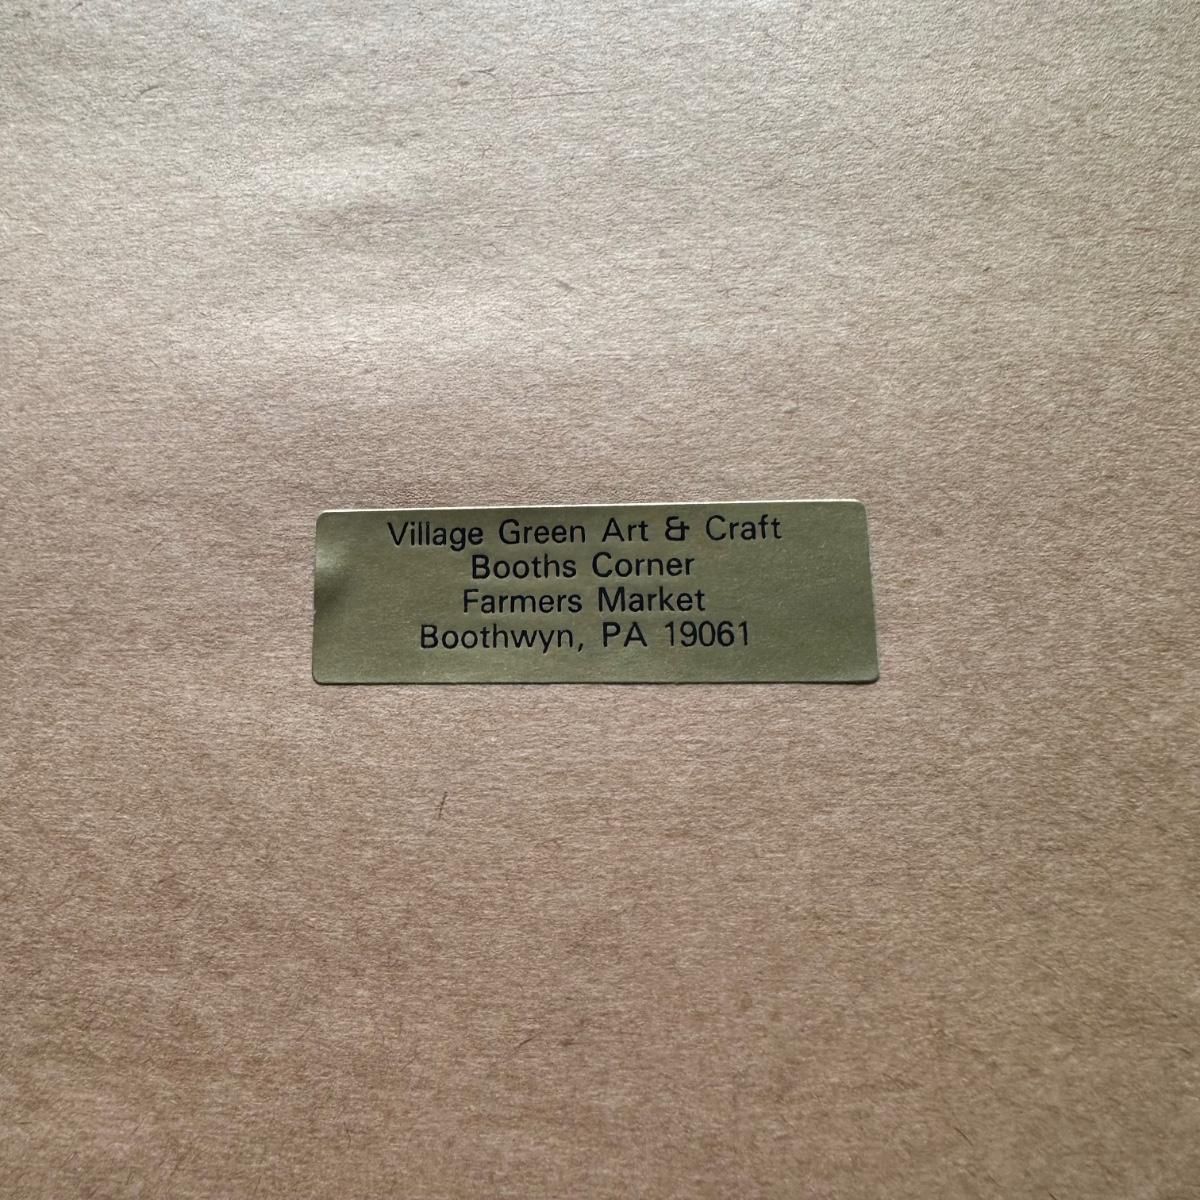 Village Green Art & Craft
Booths Corner
Farmers Market
Boothwyn, PA 19061